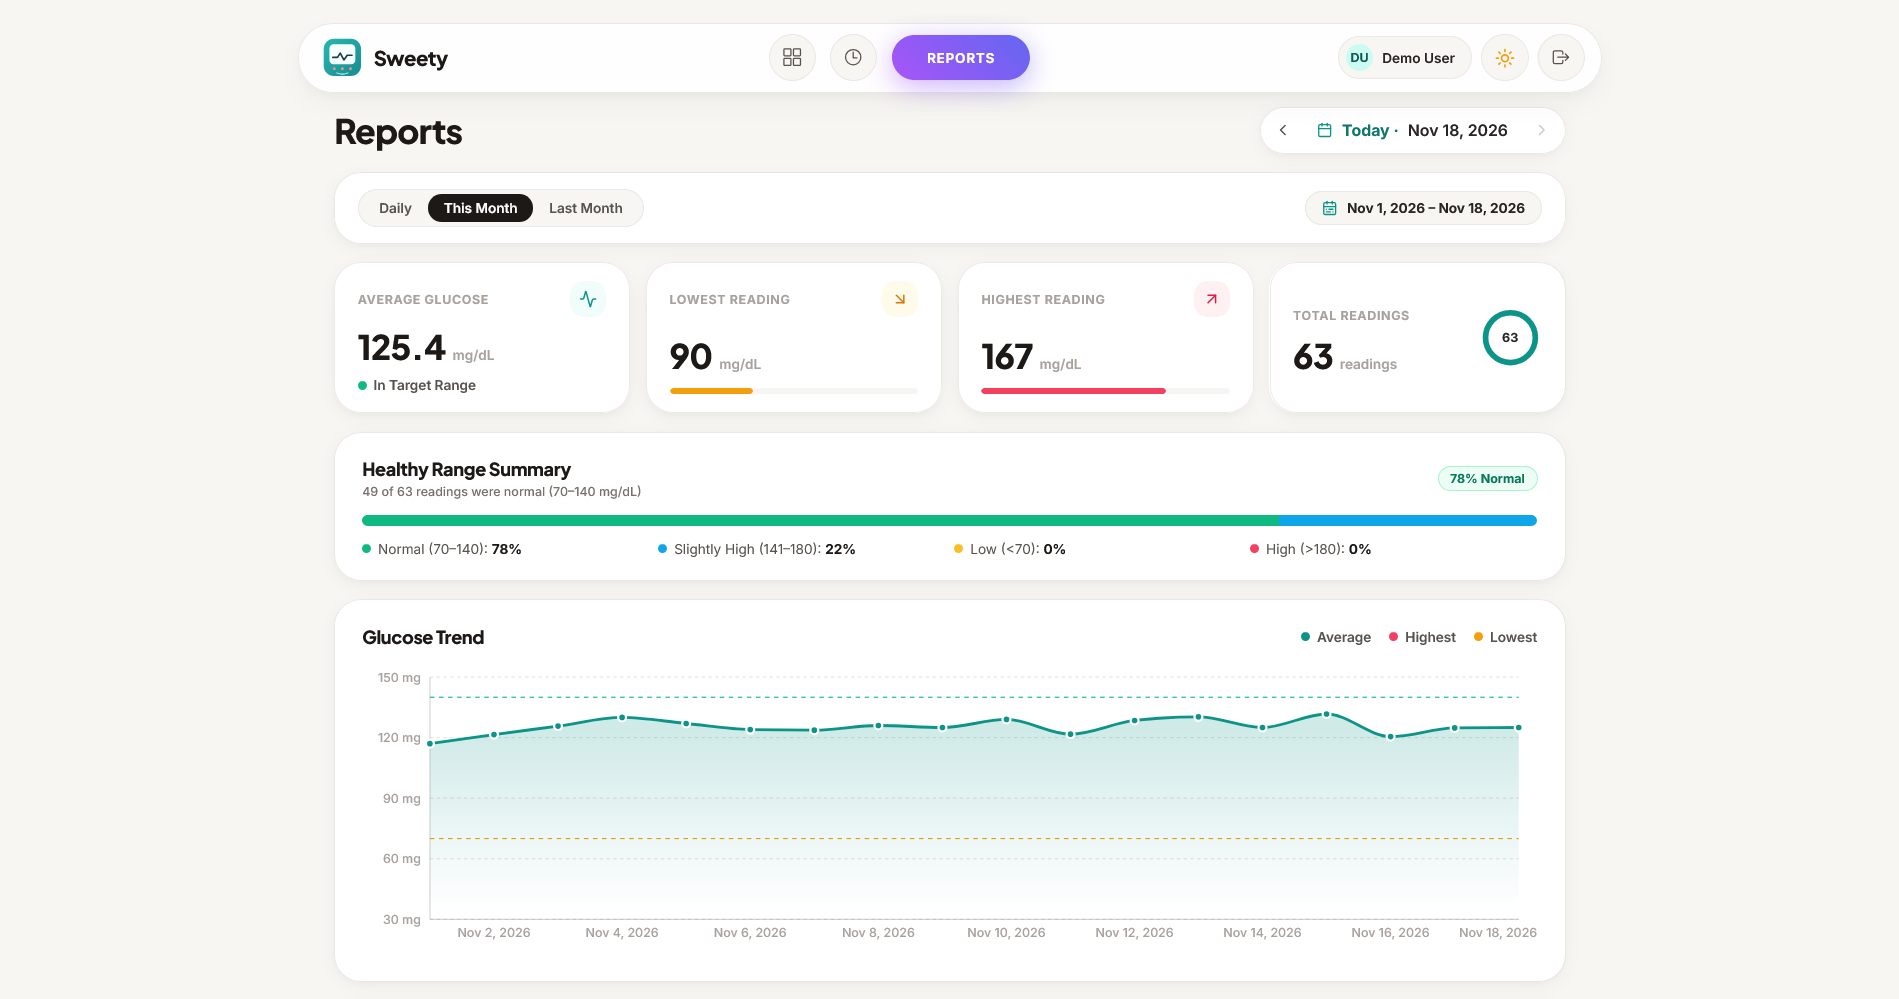 Sweety
REPORTS
DU Demo User
Reports
Today · Nov 18, 2026
Daily This Month Last Month
Nov 1, 2026 – Nov 18, 2026
AVERAGE GLUCOSE
125.4 mg/dL
In Target Range
LOWEST READING
90 mg/dL
HIGHEST READING
167 mg/dL
TOTAL READINGS
63 readings
63
Healthy Range Summary
49 of 63 readings were normal (70–140 mg/dL)
78% Normal
Normal (70–140): 78% Slightly High (141–180): 22% Low (<70): 0% High (>180): 0%
Glucose Trend
Average Highest Lowest
150 mg
120 mg
90 mg
60 mg
30 mg
Nov 2, 2026 Nov 4, 2026 Nov 6, 2026 Nov 8, 2026 Nov 10, 2026 Nov 12, 2026 Nov 14, 2026 Nov 16, 2026 Nov 18, 2026